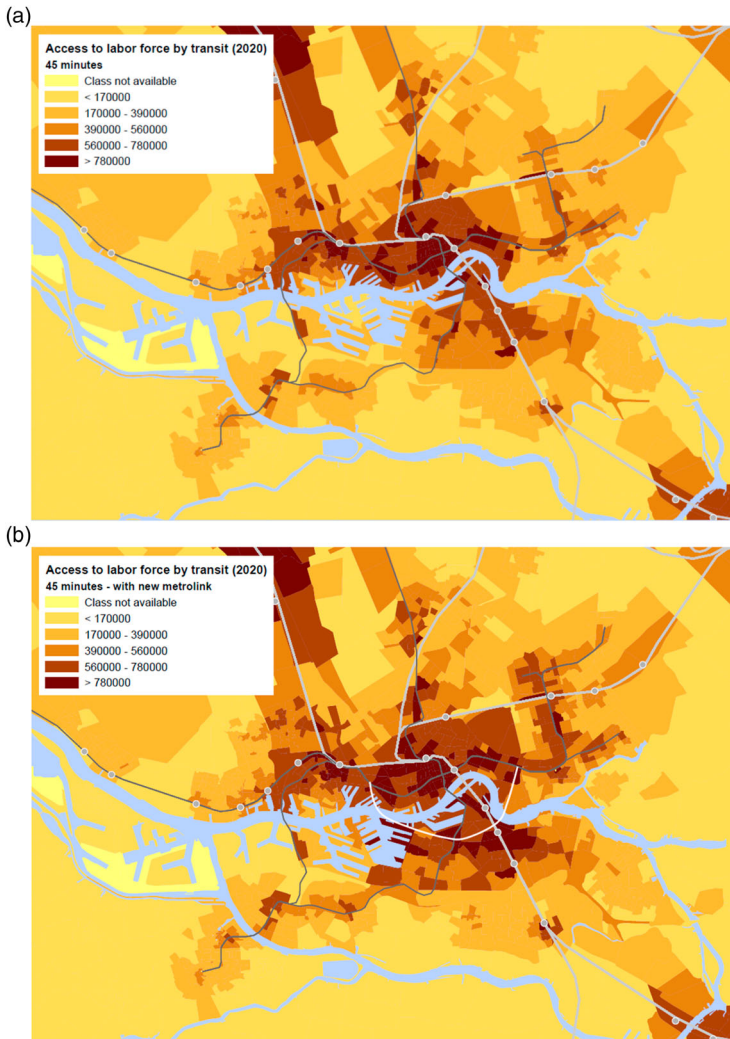 (a)
Access to labor force by transit (2020)
45 minutes
Class not available
< 170000
170000 - 390000
390000 - 560000
560000 - 780000
> 780000
(b)
Access to labor force by transit (2020)
45 minutes - with new metrolink
Class not available
< 170000
170000 - 390000
390000 - 560000
560000 - 780000
> 780000